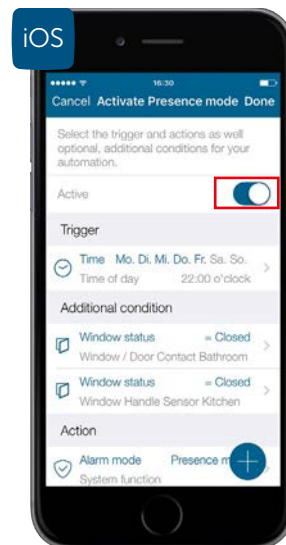 iOS
16:30
Cancel Activate Presence mode Done
Select the trigger and actions as well
optional, additional conditions for your
automation.
Active
Trigger
Time Mo. Di. Mi. Do. Fr. Sa. So.
Time of day 22:00 o'clock
Additional condition
Window status = Closed
Window / Door Contact Bathroom
Window status = Closed
Window Handle Sensor Kitchen
Action
Alarm mode Presence m
System function